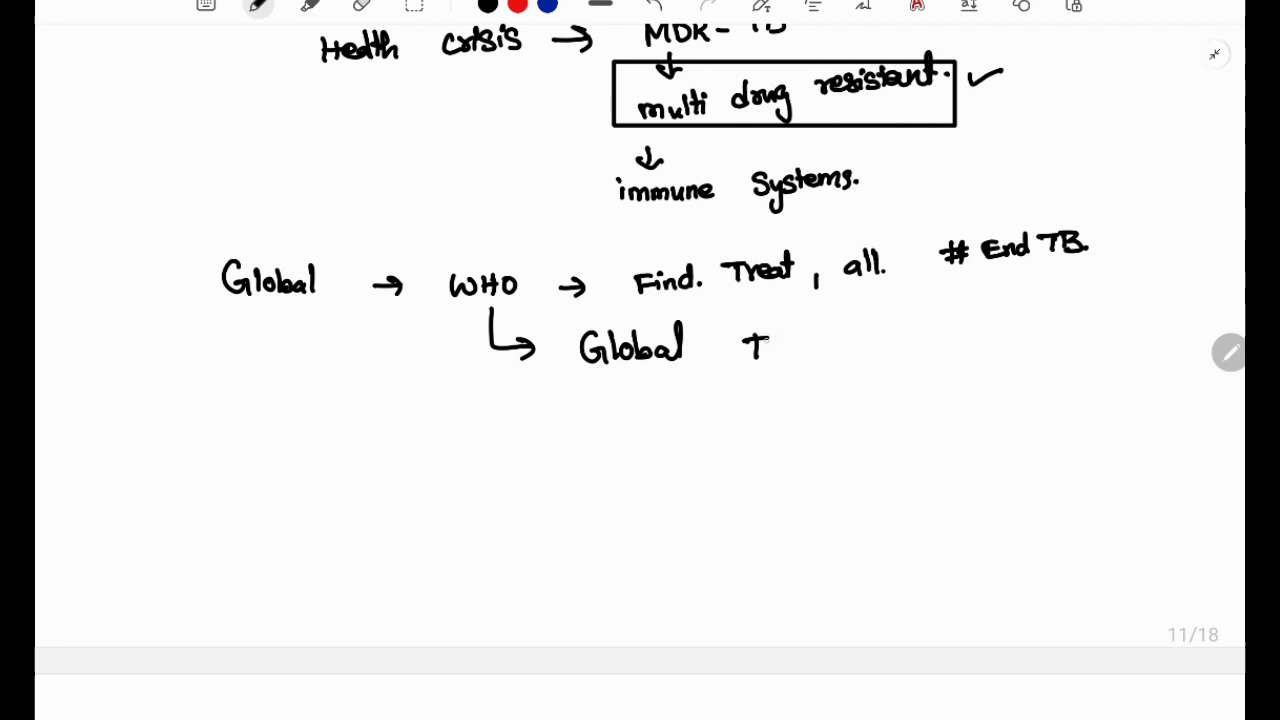 Health crisis → MDR-TB
↓
multi drug resistant. ✓
↓
immune systems.
Global → WHO → Find. Treat, all. # End TB.
↳ Global T
11/18